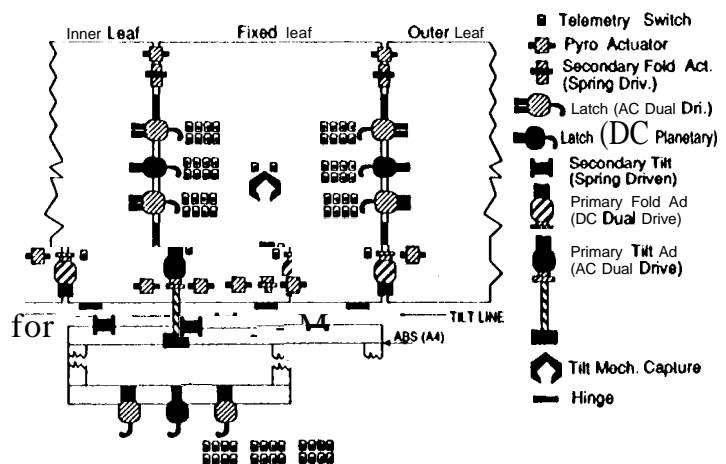 Inner Leaf
Fixed leaf
Outer Leaf
for
TILT LINE
ABS (A4)
Telemetry Switch
Pyro Actuator
Secondary Fold Act.
(Spring Driv.)
Latch (AC Dual Dri.)
Latch (DC Planetary)
Secondary Tilt
(Spring Driven)
Primary Fold Ad
(DC Dual Drive)
Primary Tilt Ad
(AC Dual Drive)
Tilt Mech. Capture
Hinge